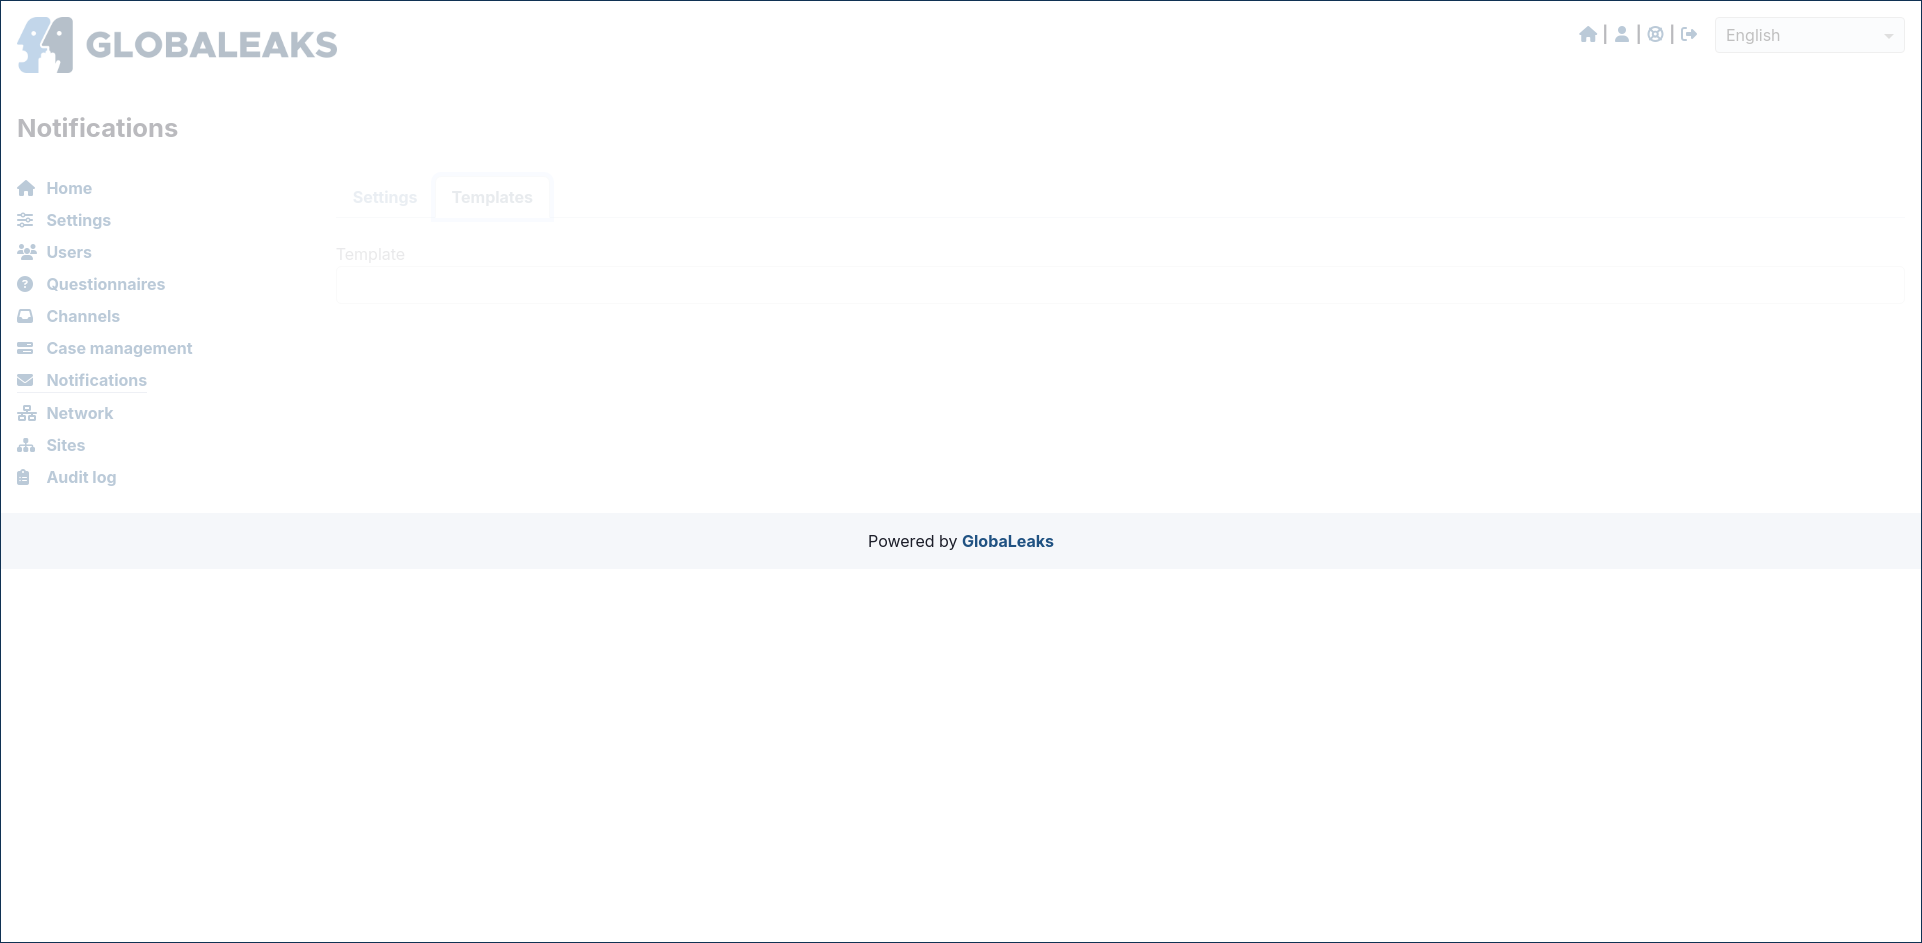 GLOBALEAKS
English
Notifications
Home
Settings
Users
Questionnaires
Channels
Case management
Notifications
Network
Sites
Audit log
Settings
Templates
Template
Powered by GlobaLeaks